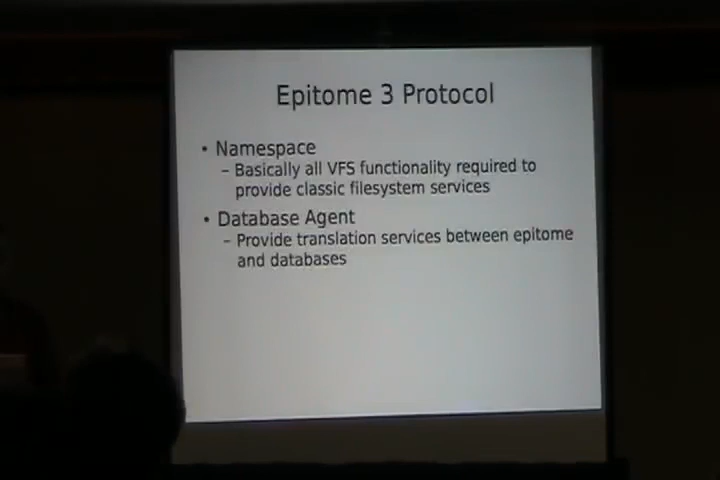 Epitome 3 Protocol
• Namespace
– Basically all VFS functionality required to
provide classic filesystem services
• Database Agent
– Provide translation services between epitome
and databases